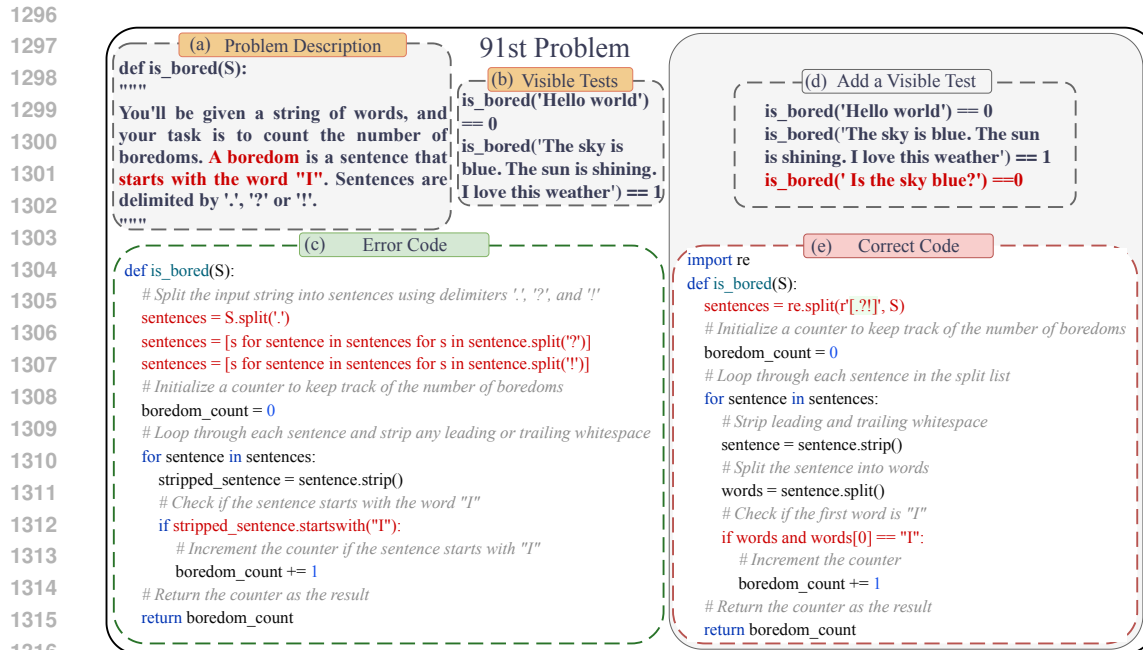 1296
1297
1298
1299
1300
1301
1302
1303
1304
1305
1306
1307
1308
1309
1310
1311
1312
1313
1314
1315
1316
91st Problem
(a) Problem Description
def is_bored(S):
"""
You'll be given a string of words, and
your task is to count the number of
boredoms. A boredom is a sentence that
starts with the word "I". Sentences are
delimited by '.', '?' or '!'.
"""
(b) Visible Tests
is_bored('Hello world')
== 0
is_bored('The sky is
blue. The sun is shining.
I love this weather') == 1
(c) Error Code
def is_bored(S):
# Split the input string into sentences using delimiters '.', '?', and '!'
sentences = S.split('.')
sentences = [s for sentence in sentences for s in sentence.split('?')]
sentences = [s for sentence in sentences for s in sentence.split('!')]
# Initialize a counter to keep track of the number of boredoms
boredom_count = 0
# Loop through each sentence and strip any leading or trailing whitespace
for sentence in sentences:
stripped_sentence = sentence.strip()
# Check if the sentence starts with the word "I"
if stripped_sentence.startswith("I"):
# Increment the counter if the sentence starts with "I"
boredom_count += 1
# Return the counter as the result
return boredom_count
(d) Add a Visible Test
is_bored('Hello world') == 0
is_bored('The sky is blue. The sun
is shining. I love this weather') == 1
is_bored(' Is the sky blue?') ==0
(e) Correct Code
import re
def is_bored(S):
sentences = re.split(r'[.?!]', S)
# Initialize a counter to keep track of the number of boredoms
boredom_count = 0
# Loop through each sentence in the split list
for sentence in sentences:
# Strip leading and trailing whitespace
sentence = sentence.strip()
# Split the sentence into words
words = sentence.split()
# Check if the first word is "I"
if words and words[0] == "I":
# Increment the counter
boredom_count += 1
# Return the counter as the result
return boredom_count